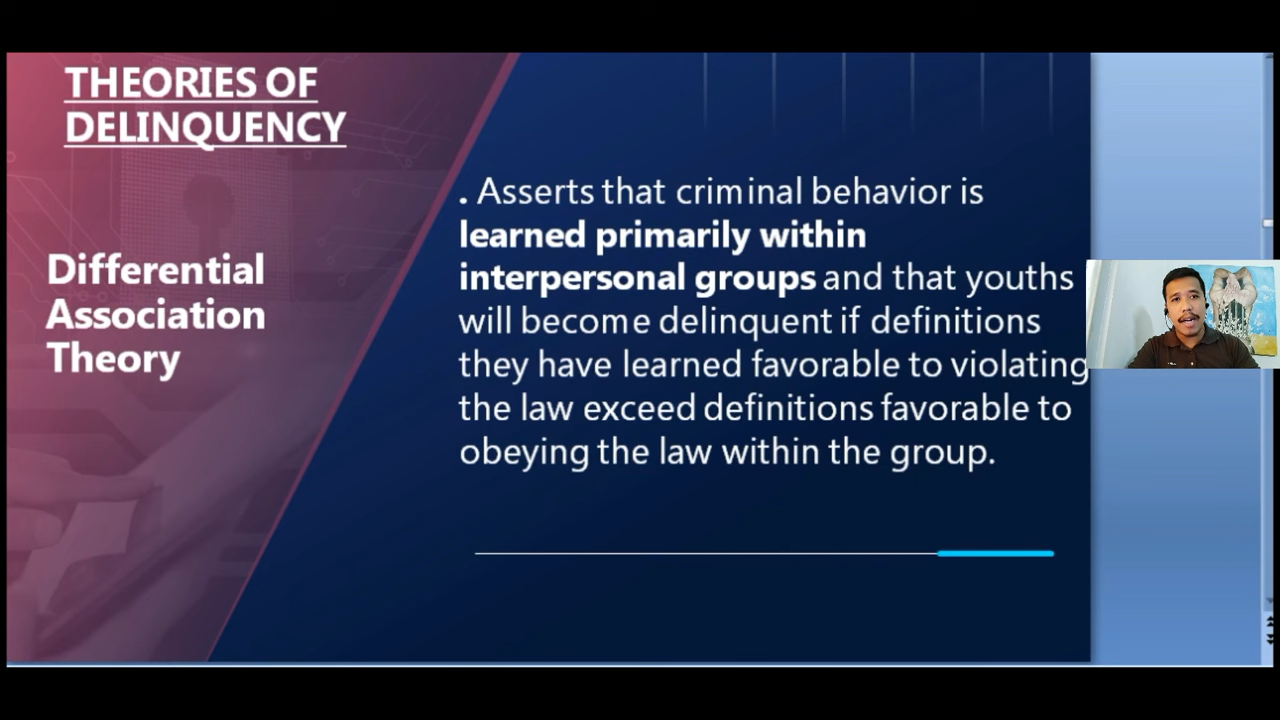 THEORIES OF
DELINQUENCY
Differential
Association
Theory
. Asserts that criminal behavior is
learned primarily within
interpersonal groups and that youths
will become delinquent if definitions
they have learned favorable to violating
the law exceed definitions favorable to
obeying the law within the group.